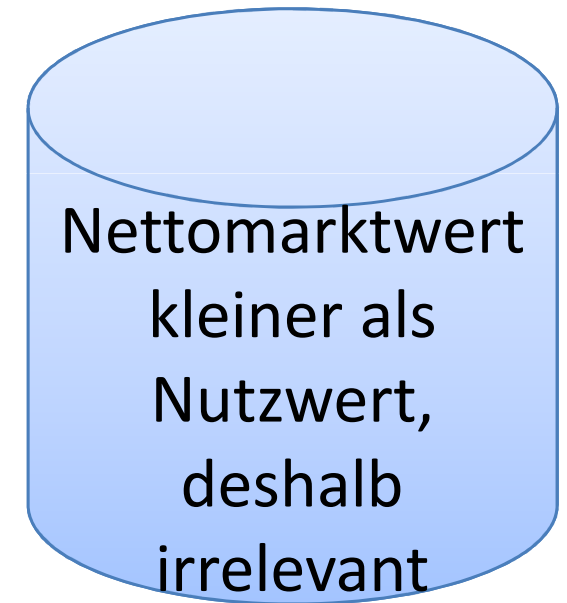 Nettomarktwert
kleiner als
Nutzwert,
deshalb
irrelevant